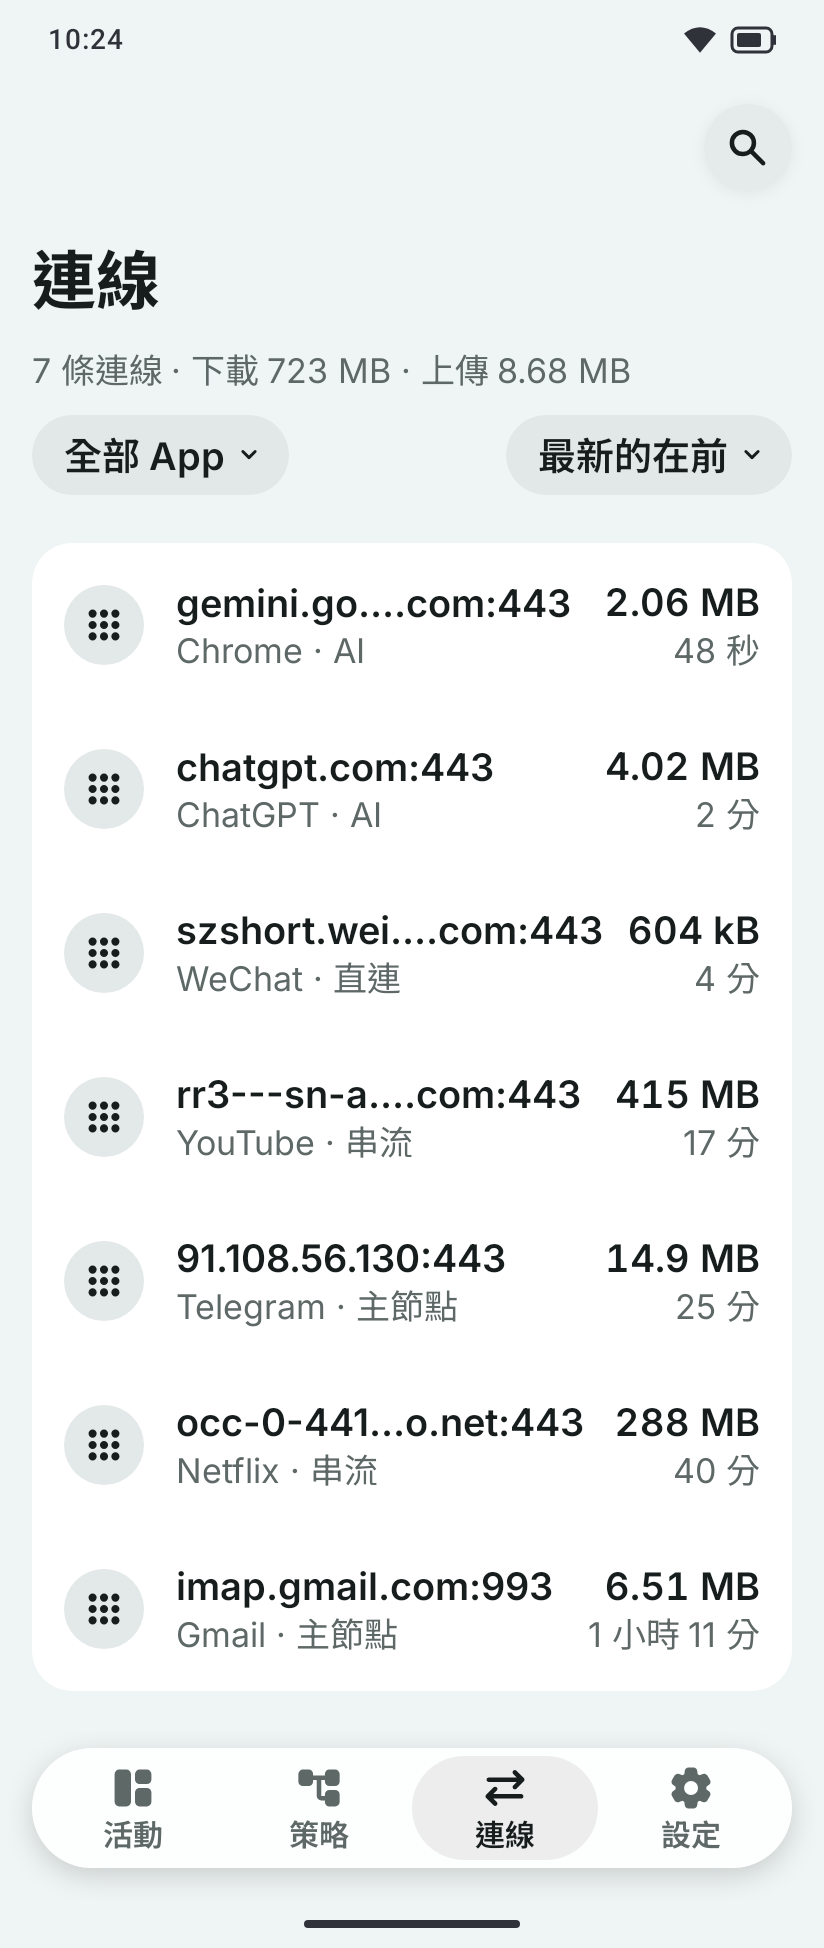 10:24
連線
7 條連線 · 下載 723 MB · 上傳 8.68 MB
全部 App
最新的在前
gemini.go....com:443 2.06 MB
Chrome · AI 48 秒
chatgpt.com:443 4.02 MB
ChatGPT · AI 2 分
szshort.wei....com:443 604 kB
WeChat · 直連 4 分
rr3---sn-a....com:443 415 MB
YouTube · 串流 17 分
91.108.56.130:443 14.9 MB
Telegram · 主節點 25 分
occ-0-441...o.net:443 288 MB
Netflix · 串流 40 分
imap.gmail.com:993 6.51 MB
Gmail · 主節點 1 小時 11 分
活動 策略 連線 設定